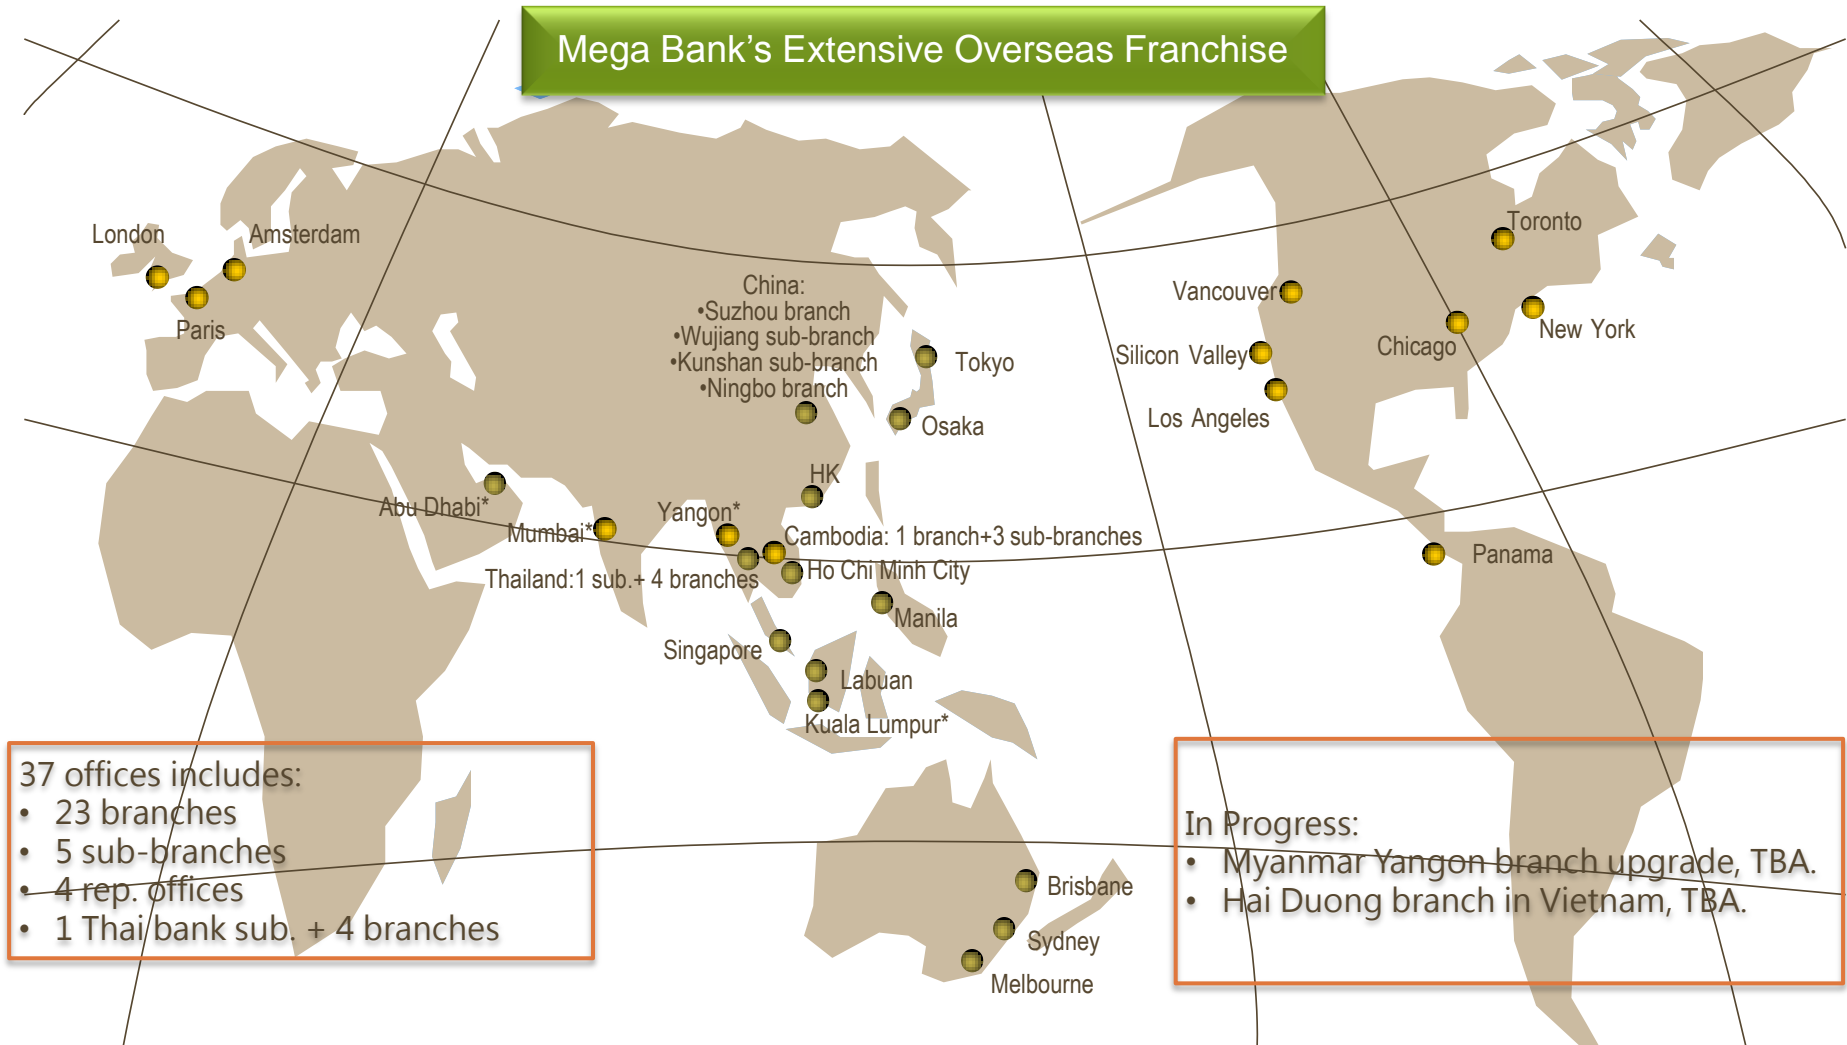 Mega Bank’s Extensive Overseas Franchise
London
Amsterdam
Paris
Toronto
Vancouver
New York
Chicago
Silicon Valley
Los Angeles
China:
•Suzhou branch
•Wujiang sub-branch
•Kunshan sub-branch
•Ningbo branch
Tokyo
Osaka
HK
Abu Dhabi*
Mumbai*
Yangon*
Cambodia: 1 branch+3 sub-branches
Thailand:1 sub.+ 4 branches
Ho Chi Minh City
Panama
Manila
Singapore
Labuan
Kuala Lumpur*
37 offices includes:
• 23 branches
• 5 sub-branches
• 4 rep. offices
• 1 Thai bank sub. + 4 branches
In Progress:
• Myanmar Yangon branch upgrade, TBA.
• Hai Duong branch in Vietnam, TBA.
Brisbane
Sydney
Melbourne